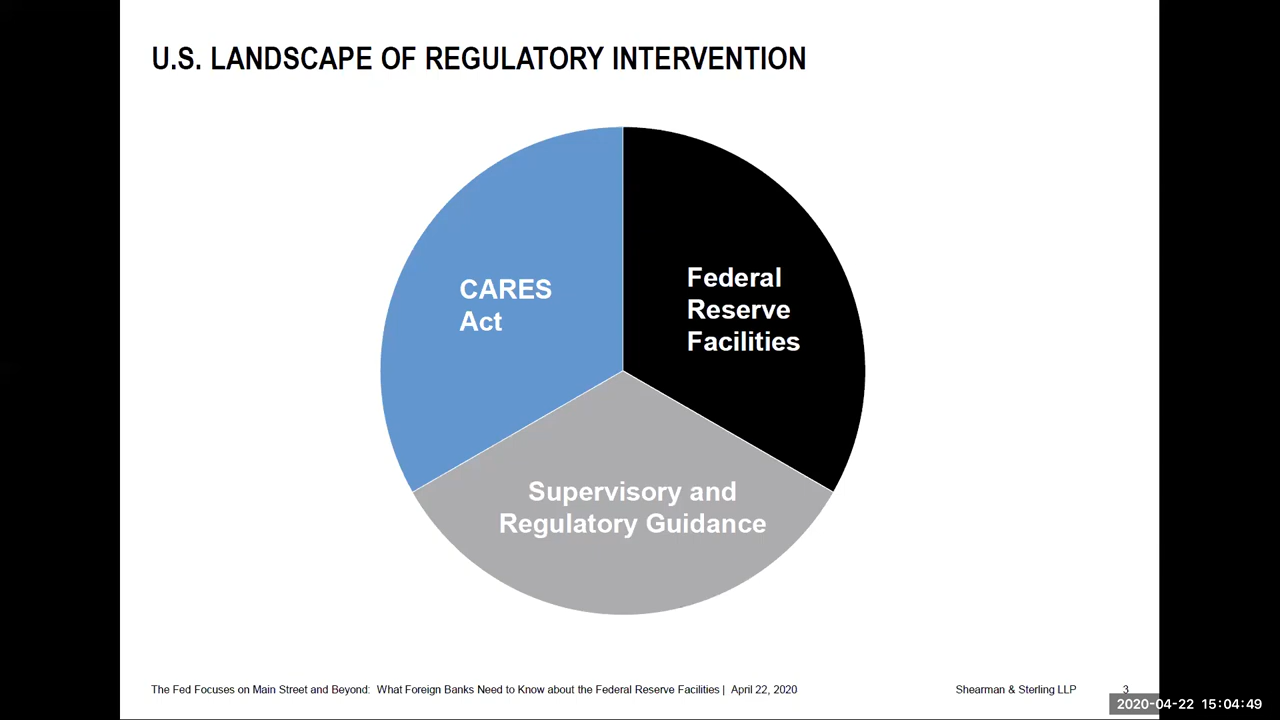 U.S. LANDSCAPE OF REGULATORY INTERVENTION
CARES
Act
Federal
Reserve
Facilities
Supervisory and
Regulatory Guidance
The Fed Focuses on Main Street and Beyond: What Foreign Banks Need to Know about the Federal Reserve Facilities | April 22, 2020
Shearman & Sterling LLP
3
2020-04-22 15:04:49